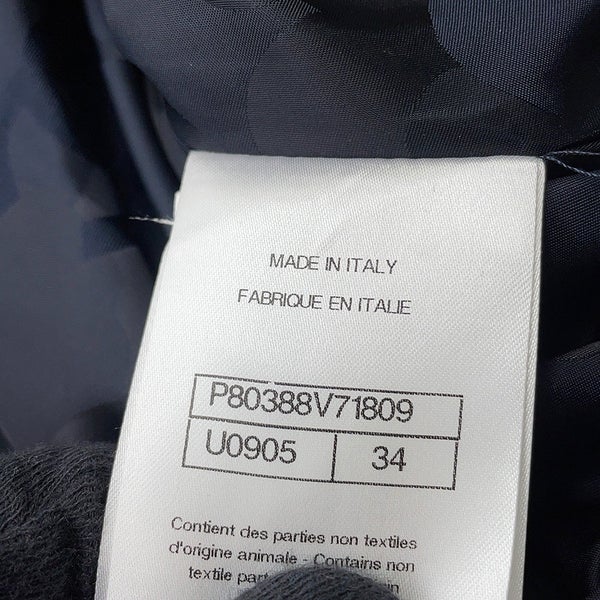 MADE IN ITALY
FABRIQUE EN ITALIE
P80388V71809
U0905 34
Contient des parties non textiles
d'origine animale - Contains non
textile part